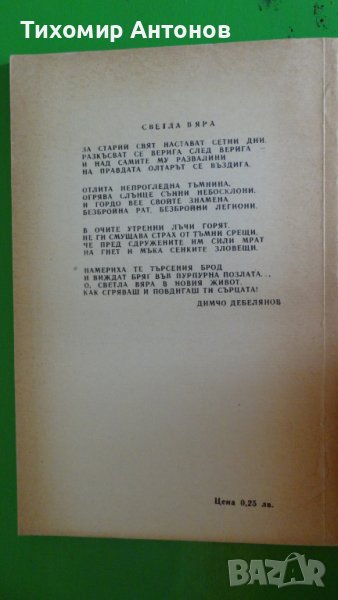 Тихомир Антонов
СВЕТЛА ВЯРА
ЗА СТАРИЙ СВЯТ НАСТАВАТ СЕТНИ ДНИ.
РАЗКЪСВАТ СЕ ВЕРИГА СЛЕД ВЕРИГА
И НАД САМИТЕ МУ РАЗВАЛИНИ
НА ПРАВДАТА ОЛТАРЪТ СЕ ВЪЗДИГА.
ОТЛИТА НЕПРОГЛЕДНА ТЪМНИНА,
ОГРЯВА СЛЪНЦЕ СЪННИ НЕБОСКЛОНИ,
И ГОРДО ВЕЕ СВОЙТЕ ЗНАМЕНА
БЕЗБРОЙНА РАТ, БЕЗБРОЙНИ ЛЕГИОНИ.
В ОЧИТЕ УТРЕННИ ЛЪЧИ ГОРЯТ.
НЕ ГИ СМУЩАВА СТРАХ ОТ ТЪМНИ СРЕЩИ,
ЧЕ ПРЕД СДРУЖЕНИТЕ ИМ СИЛИ МРАТ
НА ГНЕТ И МЪКА СЕНКИТЕ ЗЛОВЕЩИ.
НАМЕРИХА ТЕ ТЪРСЕНИЯ БРОД
И ВИЖДАТ БРЯГ ВЪВ ПУРПУРНА ПОЗЛАТА...
О, СВЕТЛА ВЯРА В НОВИЯ ЖИВОТ,
КАК СГРЯВАШ И ПОВДИГАШ ТИ СЪРЦАТА!
ДИМЧО ДЕБЕЛЯНОВ
Цена 0,25 лв.
BAZAR